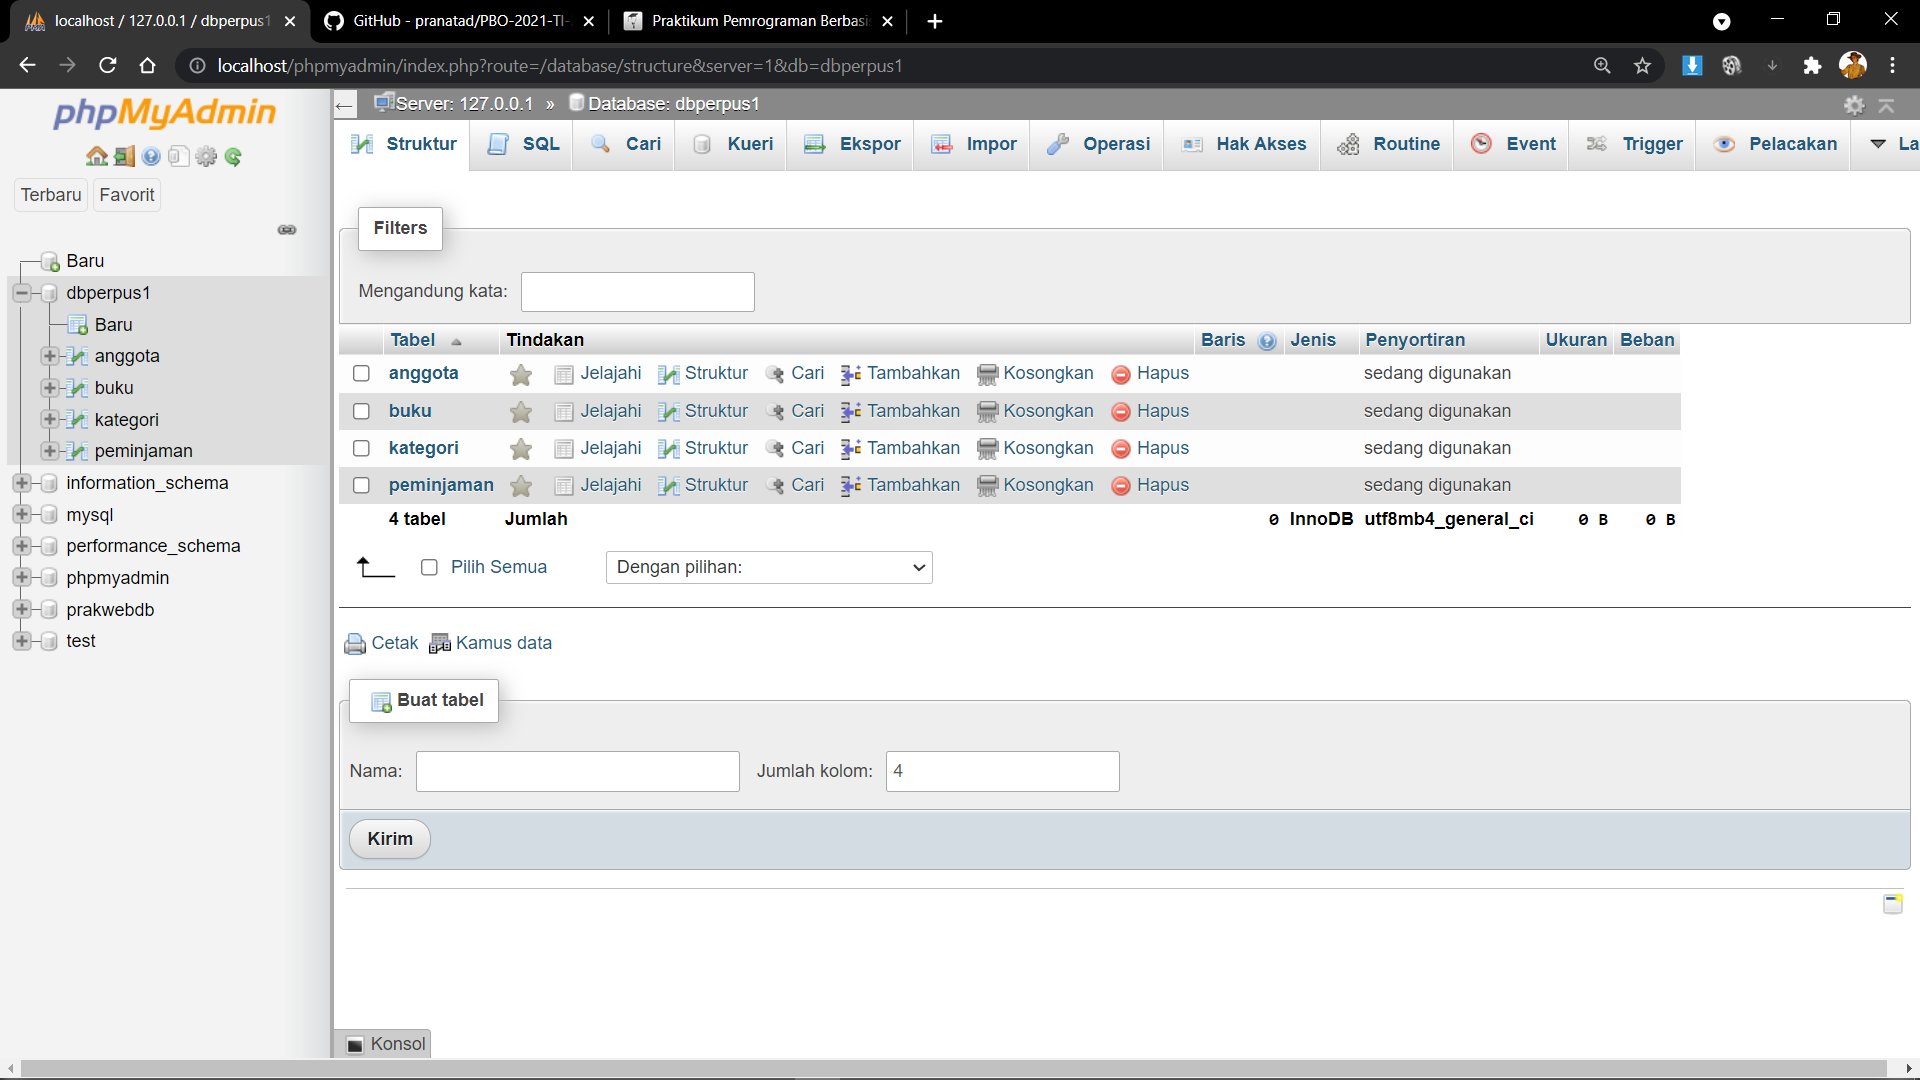 localhost / 127.0.0.1 / dbperpus1
GitHub - pranatad/PBO-2021-TI-
Praktikum Pemrograman Berbasi
localhost/phpmyadmin/index.php?route=/database/structure&server=1&db=dbperpus1
phpMyAdmin
Terbaru Favorit
Baru
dbperpus1
Baru
anggota
buku
kategori
peminjaman
information_schema
mysql
performance_schema
phpmyadmin
prakwebdb
test
Server: 127.0.0.1 » Database: dbperpus1
Struktur SQL Cari Kueri Ekspor Impor Operasi Hak Akses Routine Event Trigger Pelacakan La
Filters
Mengandung kata:
Tabel Tindakan Baris Jenis Penyortiran Ukuran Beban
anggota Jelajahi Struktur Cari Tambahkan Kosongkan Hapus sedang digunakan
buku Jelajahi Struktur Cari Tambahkan Kosongkan Hapus sedang digunakan
kategori Jelajahi Struktur Cari Tambahkan Kosongkan Hapus sedang digunakan
peminjaman Jelajahi Struktur Cari Tambahkan Kosongkan Hapus sedang digunakan
4 tabel Jumlah 0 InnoDB utf8mb4_general_ci 0 B 0 B
Pilih Semua Dengan pilihan:
Cetak Kamus data
Buat tabel
Nama: Jumlah kolom: 4
Kirim
Konsol